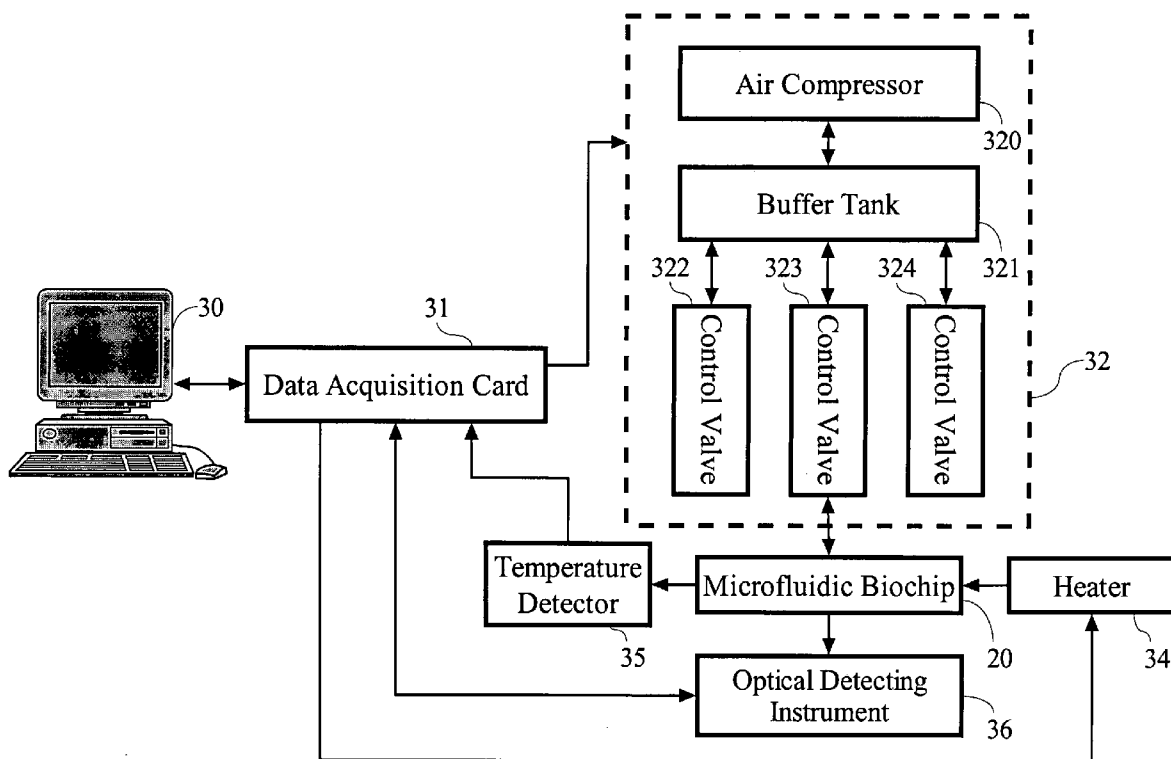 Air Compressor
320
Buffer Tank
321
322
323
324
Control Valve
Control Valve
Control Valve
32
30
31
Data Acquisition Card
Temperature
Detector
35
Microfluidic Biochip
20
Heater
34
Optical Detecting
Instrument
36